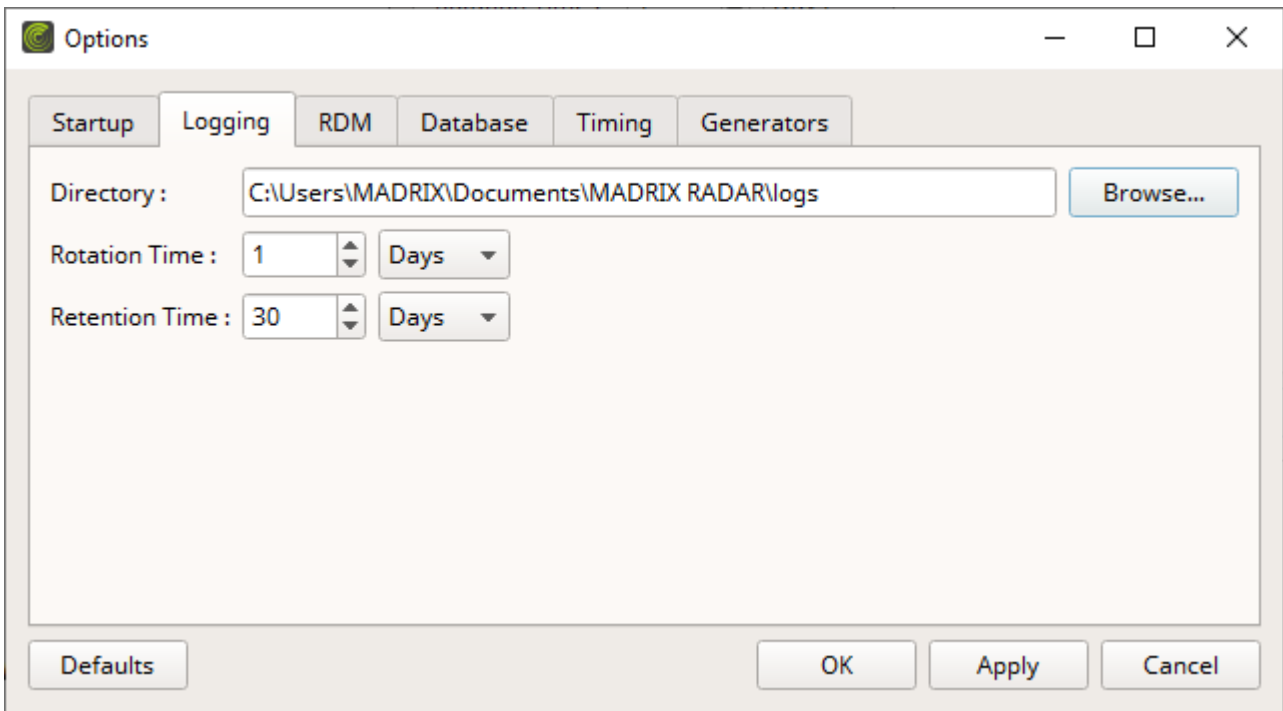 Options
Startup Logging RDM Database Timing Generators
Directory : C:\Users\MADRIX\Documents\MADRIX RADAR\logs Browse...
Rotation Time : 1 Days
Retention Time : 30 Days
Defaults OK Apply Cancel